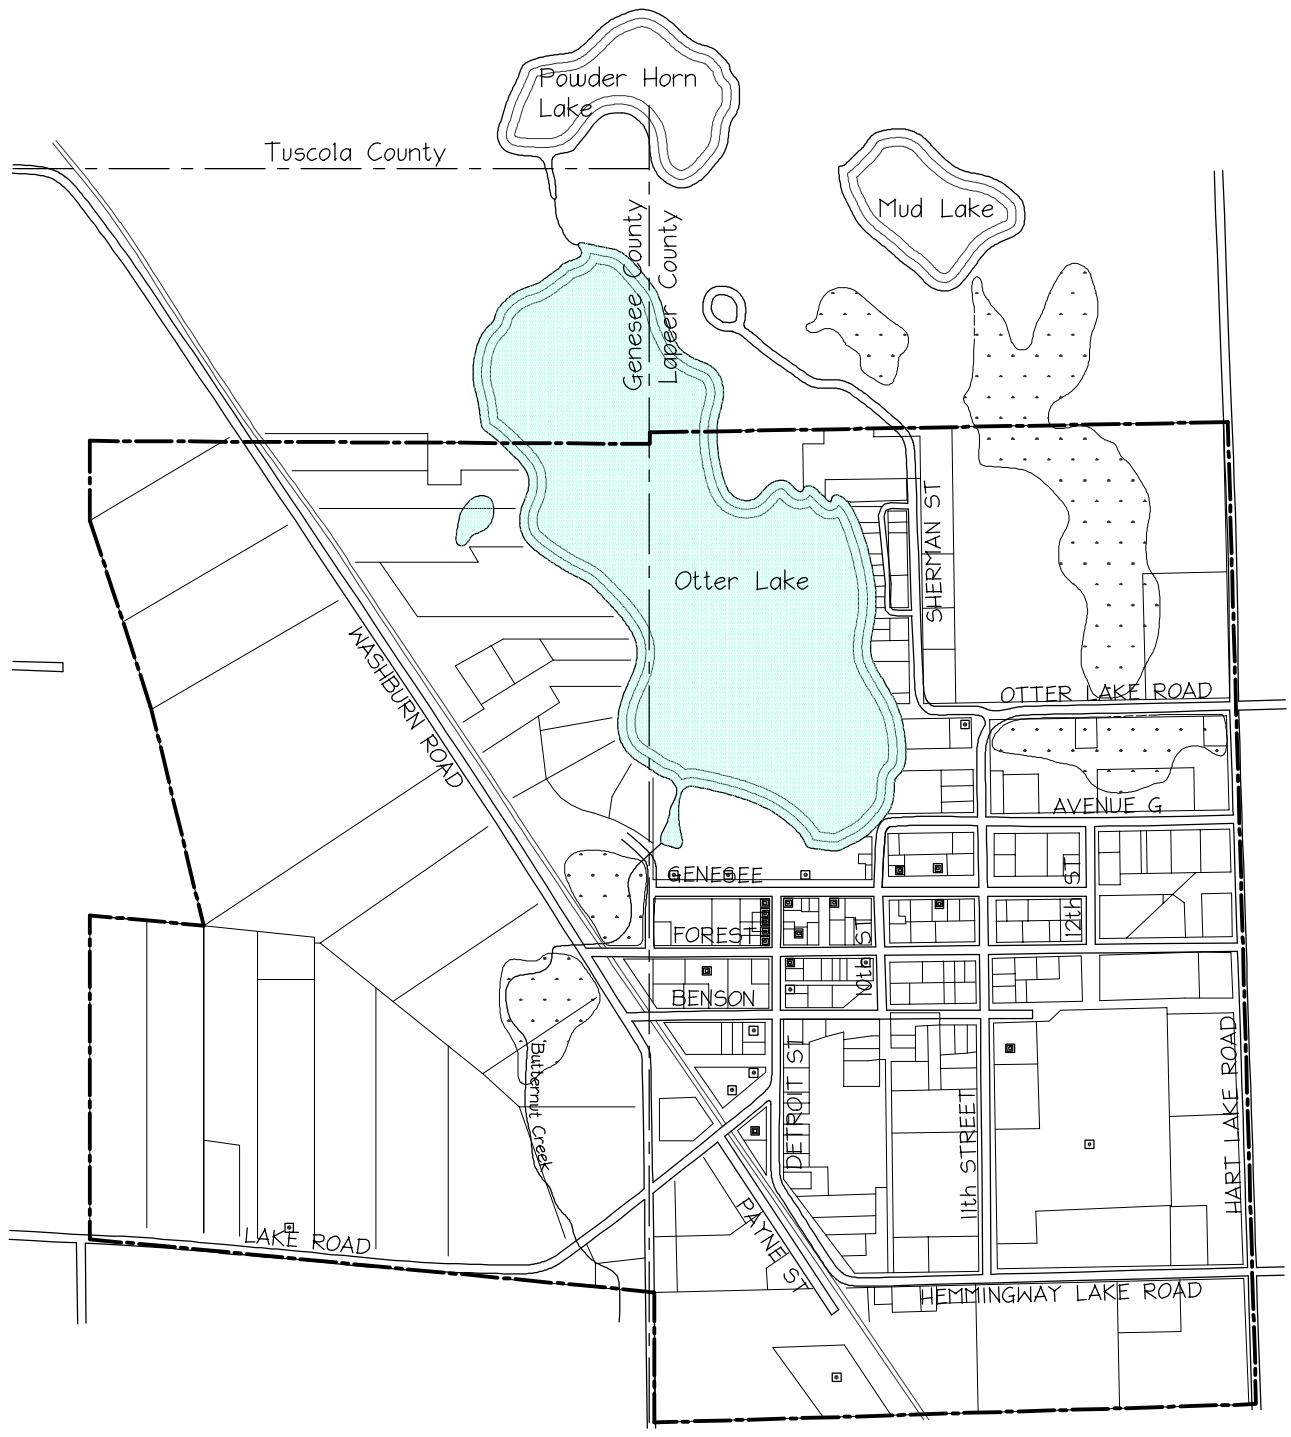 Powder Horn
Lake
Tuscola County
Mud Lake
Genesee County
Lapeer County
Otter Lake
SHERMAN ST
WASHBURN ROAD
OTTER LAKE ROAD
AVENUE G
GENESEE
12th ST
FOREST
10th ST
BENSON
Butternut Creek
DETROIT ST
11th STREET
HART LAKE ROAD
PAYNE ST
LAKE ROAD
HEMMINGWAY LAKE ROAD